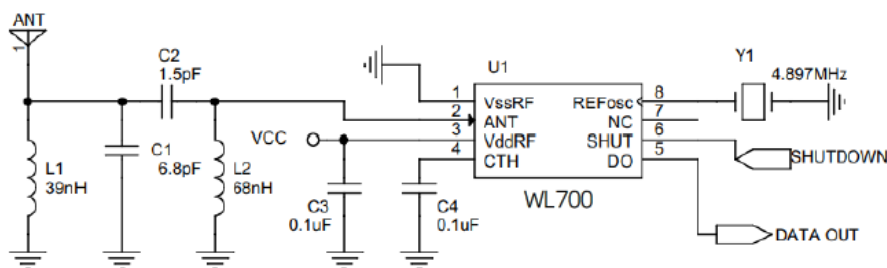 ANT
1
C2
1.5pF
L1
39nH
C1
6.8pF
L2
68nH
VCC
C3
0.1uF
C4
0.1uF
U1
1
2
3
4
VssRF
ANT
VddRF
CTH
REFosc
NC
SHUT
DO
8
7
6
5
WL700
Y1
4.897MHz
SHUTDOWN
DATA OUT